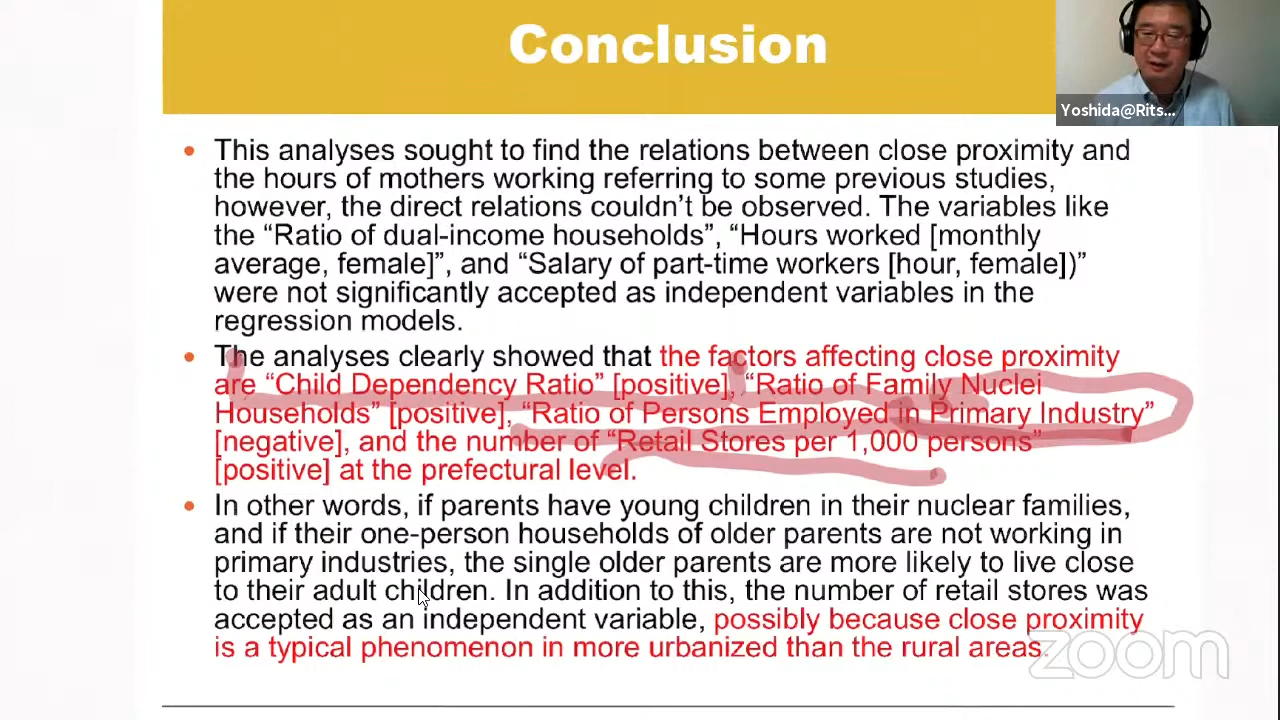 Conclusion
Yoshida@Rits...
• This analyses sought to find the relations between close proximity and
the hours of mothers working referring to some previous studies,
however, the direct relations couldn't be observed. The variables like
the “Ratio of dual-income households”, “Hours worked [monthly
average, female]”, and “Salary of part-time workers [hour, female])”
were not significantly accepted as independent variables in the
regression models.
• The analyses clearly showed that the factors affecting close proximity
are “Child Dependency Ratio” [positive], “Ratio of Family Nuclei
Households” [positive], “Ratio of Persons Employed in Primary Industry”
[negative], and the number of “Retail Stores per 1,000 persons”
[positive] at the prefectural level.
• In other words, if parents have young children in their nuclear families,
and if their one-person households of older parents are not working in
primary industries, the single older parents are more likely to live close
to their adult children. In addition to this, the number of retail stores was
accepted as an independent variable, possibly because close proximity
is a typical phenomenon in more urbanized than the rural areas.
zoom